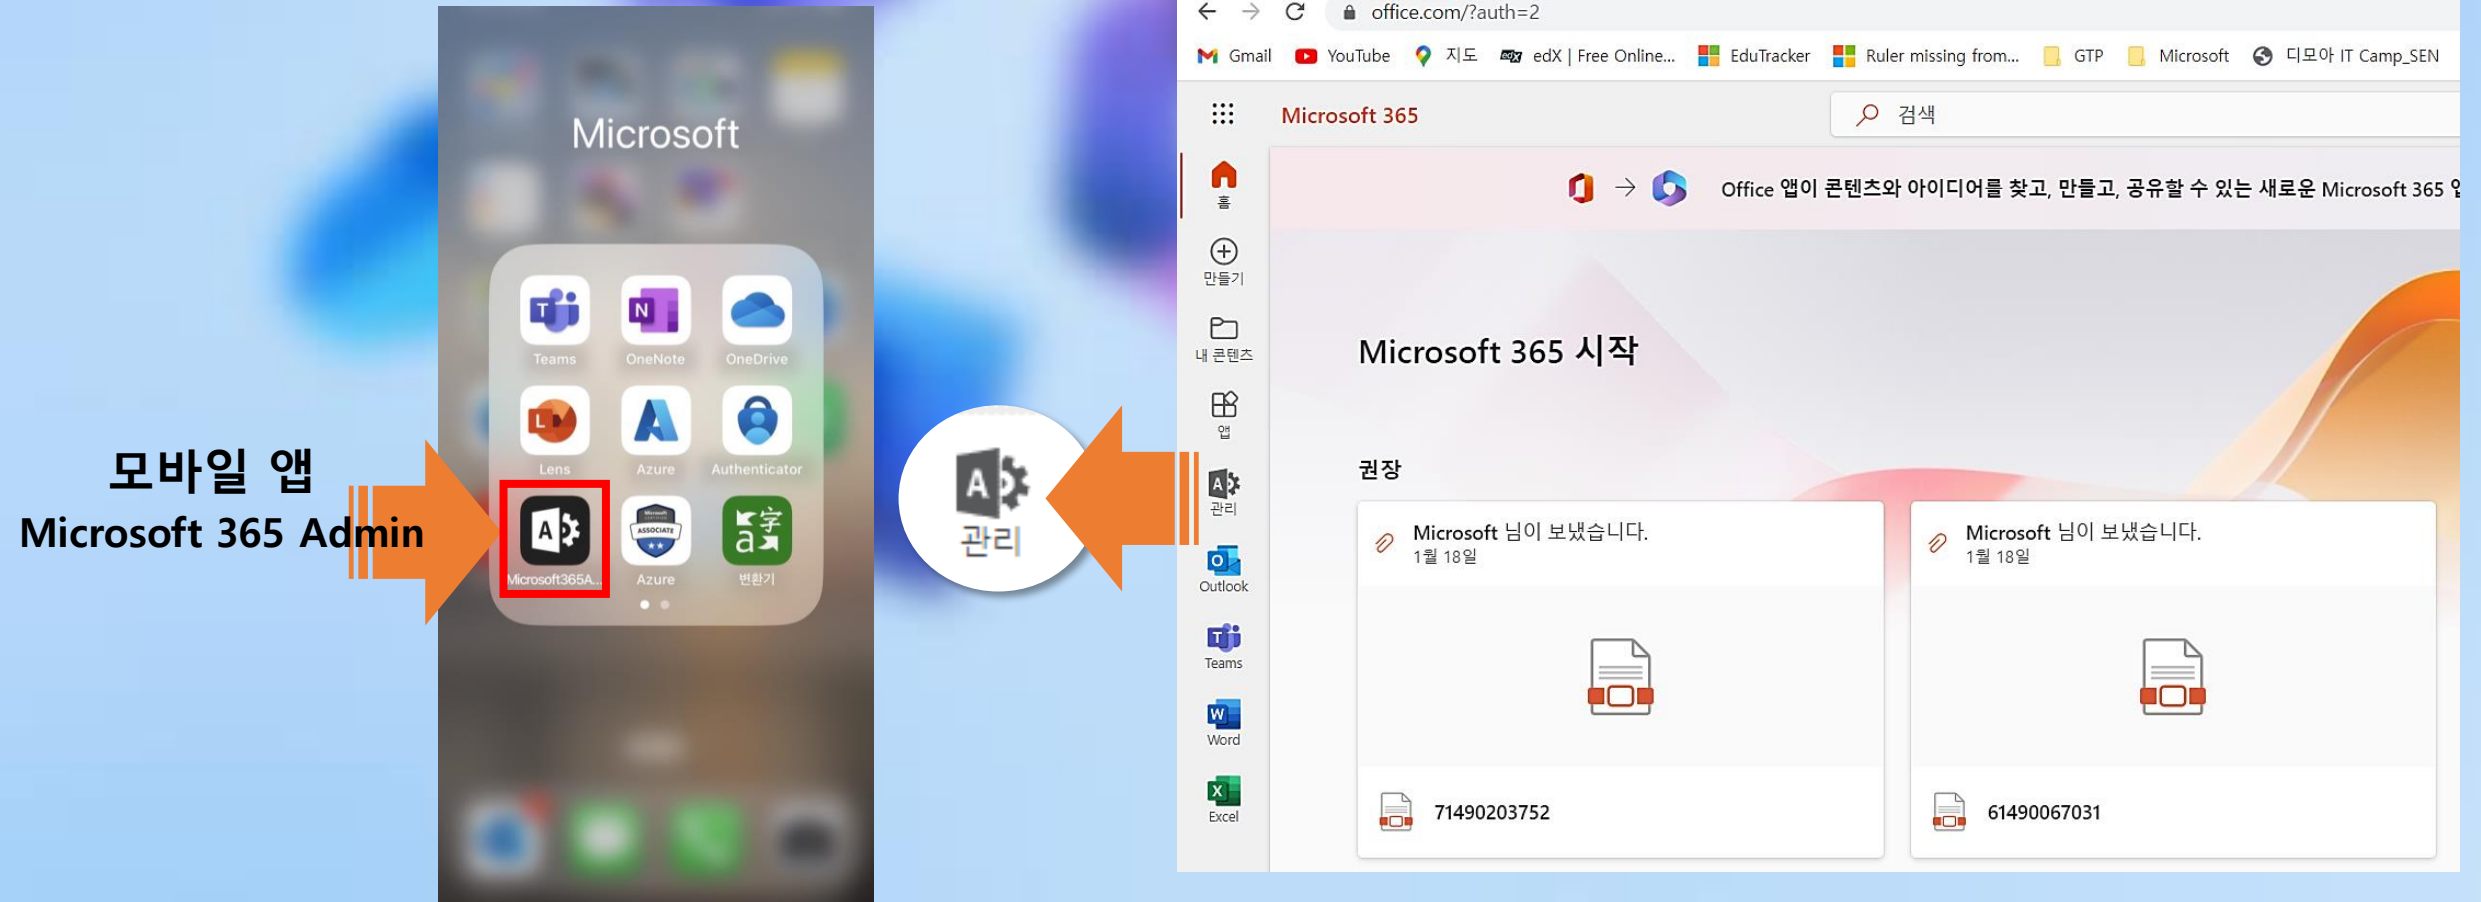 모바일 앱
Microsoft 365 Admin
Microsoft
Teams
OneNote
OneDrive
Lens
Azure
Authenticator
Microsoft365A...
ASSOCIATE
Azure
변환기
관리
office.com/?auth=2
Gmail
YouTube
지도
edX | Free Online...
EduTracker
Ruler missing from...
GTP
Microsoft
디모아 IT Camp_SEN
Microsoft 365
검색
홈
만들기
내 콘텐츠
앱
관리
Outlook
Teams
Word
Excel
Office 앱이 콘텐츠와 아이디어를 찾고, 만들고, 공유할 수 있는 새로운 Microsoft 365
Microsoft 365 시작
권장
Microsoft 님이 보냈습니다.
1월 18일
71490203752
Microsoft 님이 보냈습니다.
1월 18일
61490067031